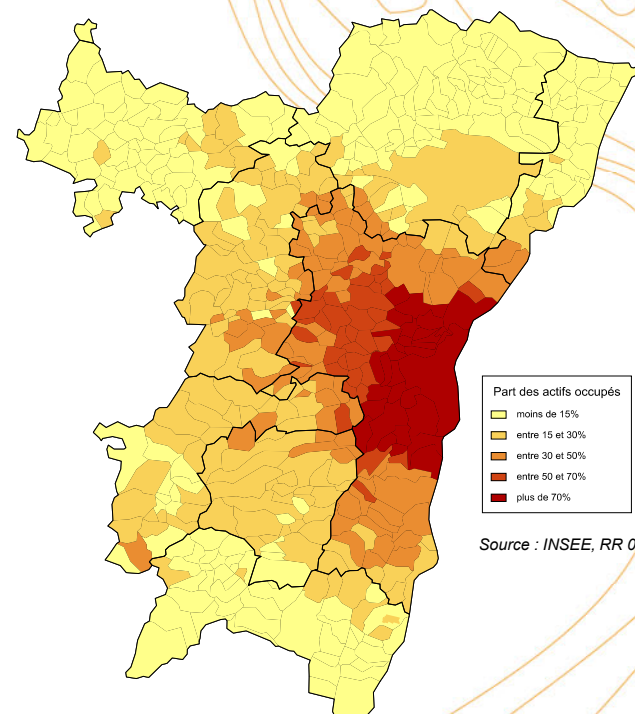 Part des actifs occupés
moins de 15%
entre 15 et 30%
entre 30 et 50%
entre 50 et 70%
plus de 70%
Source : INSEE, RR 0